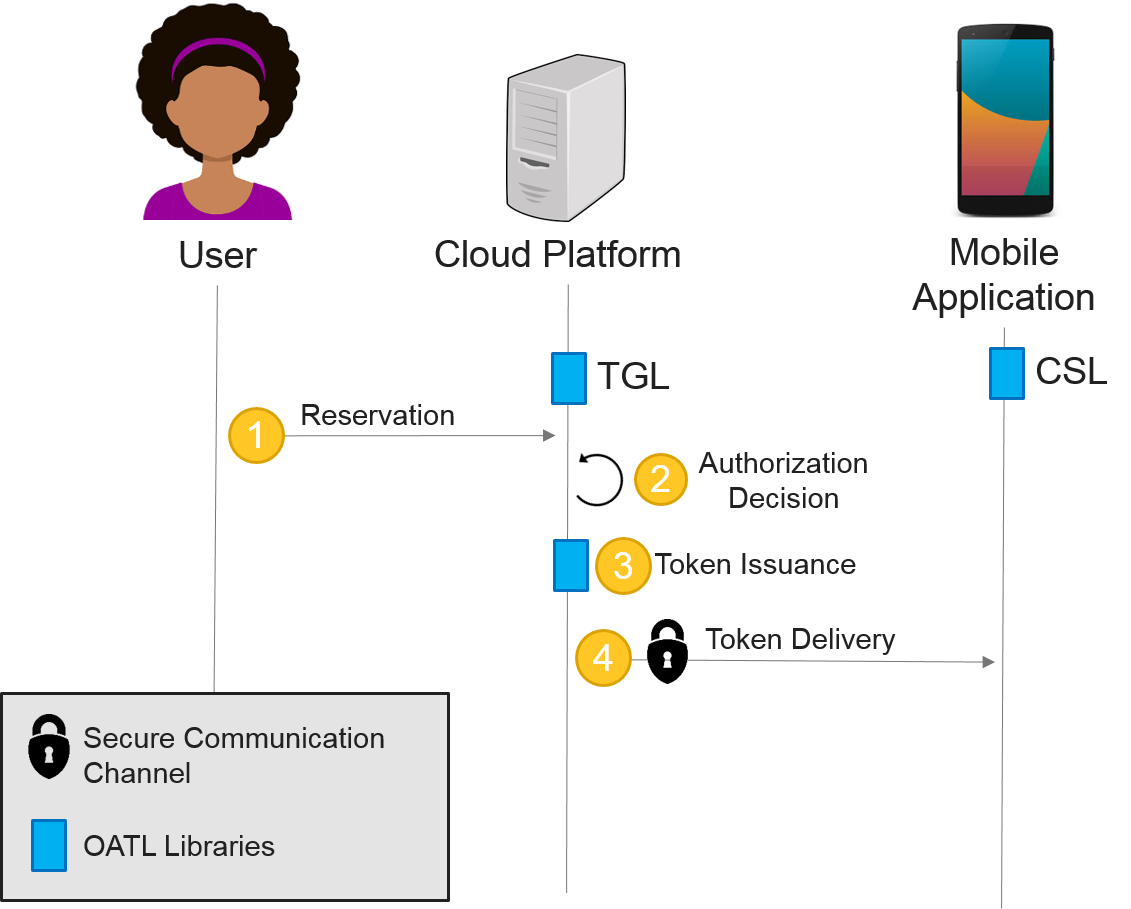 User
Cloud Platform
Mobile
Application
TGL
CSL
1
Reservation
2
Authorization
Decision
3
Token Issuance
4
Token Delivery
Secure Communication
Channel
OATL Libraries